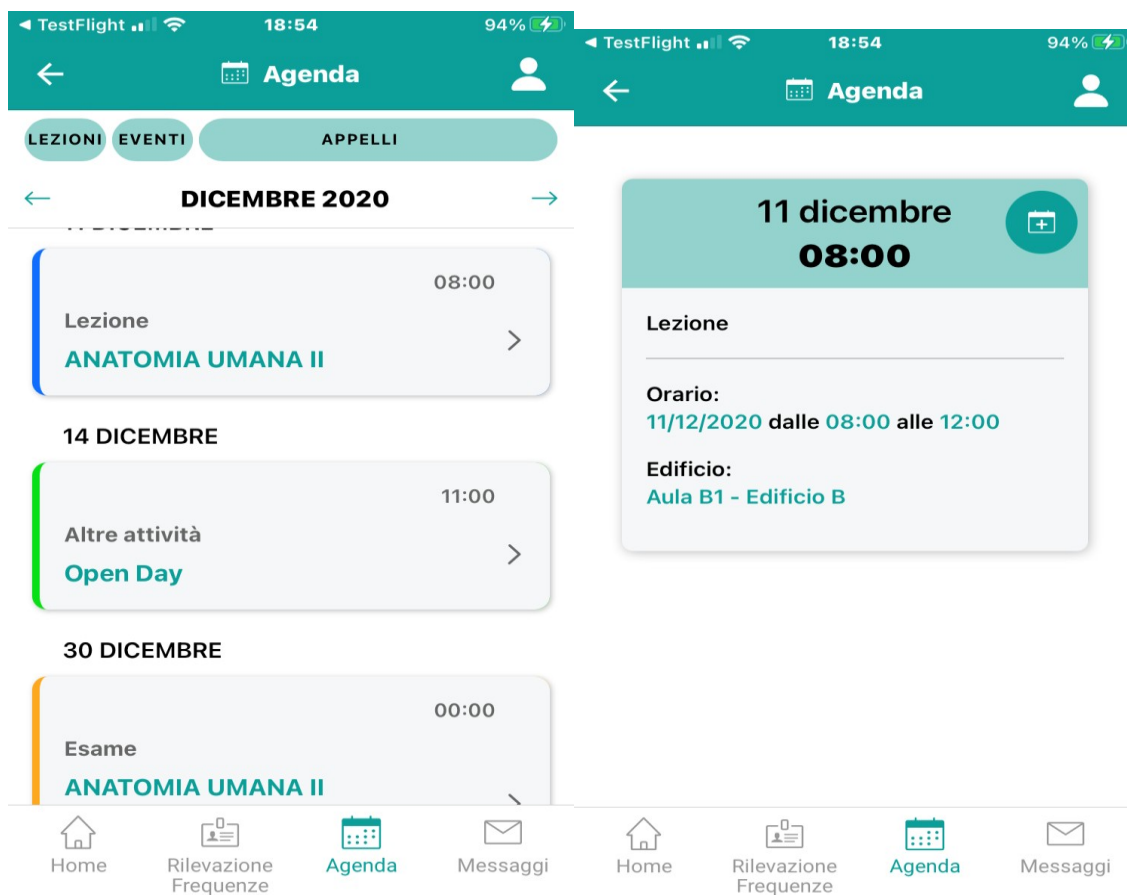 ◄ TestFlight 18:54 94%
Agenda
LEZIONI EVENTI APPELLI
← DICEMBRE 2020 →
11 DICEMBRE
08:00
Lezione
ANATOMIA UMANA II
14 DICEMBRE
11:00
Altre attività
Open Day
30 DICEMBRE
00:00
Esame
ANATOMIA UMANA II
Home
Rilevazione Frequenze
Agenda
Messaggi
◄ TestFlight 18:54 94%
Agenda
11 dicembre
08:00
Lezione
Orario:
11/12/2020 dalle 08:00 alle 12:00
Edificio:
Aula B1 - Edificio B
Home
Rilevazione Frequenze
Agenda
Messaggi